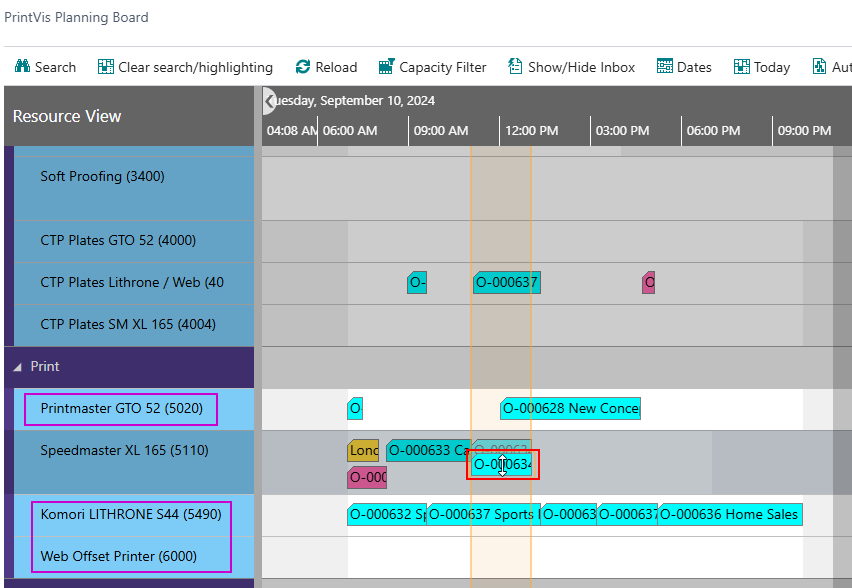 PrintVis Planning Board
Search Clear search/highlighting Reload Capacity Filter Show/Hide Inbox Dates Today Aut
Resource View
uesday, September 10, 2024
04:08 AM 06:00 AM 09:00 AM 12:00 PM 03:00 PM 06:00 PM 09:00 PM
Soft Proofing (3400)
CTP Plates GTO 52 (4000)
CTP Plates Lithrone / Web (40 O- O-000637 O
CTP Plates SM XL 165 (4004)
Print
Printmaster GTO 52 (5020) O O-000628 New Conce
Speedmaster XL 165 (5110) Lond O-000633 Ca O-000634
O-000634
O-000
Komori LITHRONE S44 (5490) O-000632 Sp O-000637 Sports O-00063 O-000637 O-000636 Home Sales
Web Offset Printer (6000)